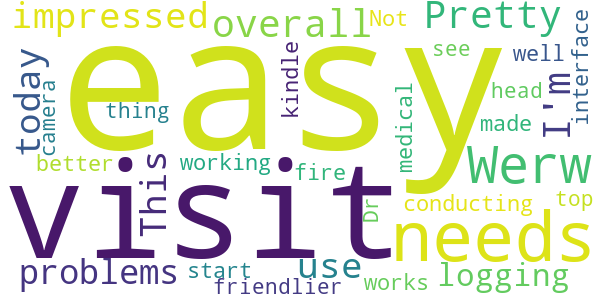 impressed
overall
Not
Pretty
easy
see
well
interface
today
camera
thing
kindle
medical
head
made
I'm
better
This
working
fire
Werw
visit
Dr
conducting
top
needs
problems
start
use
friendlier
works
logging